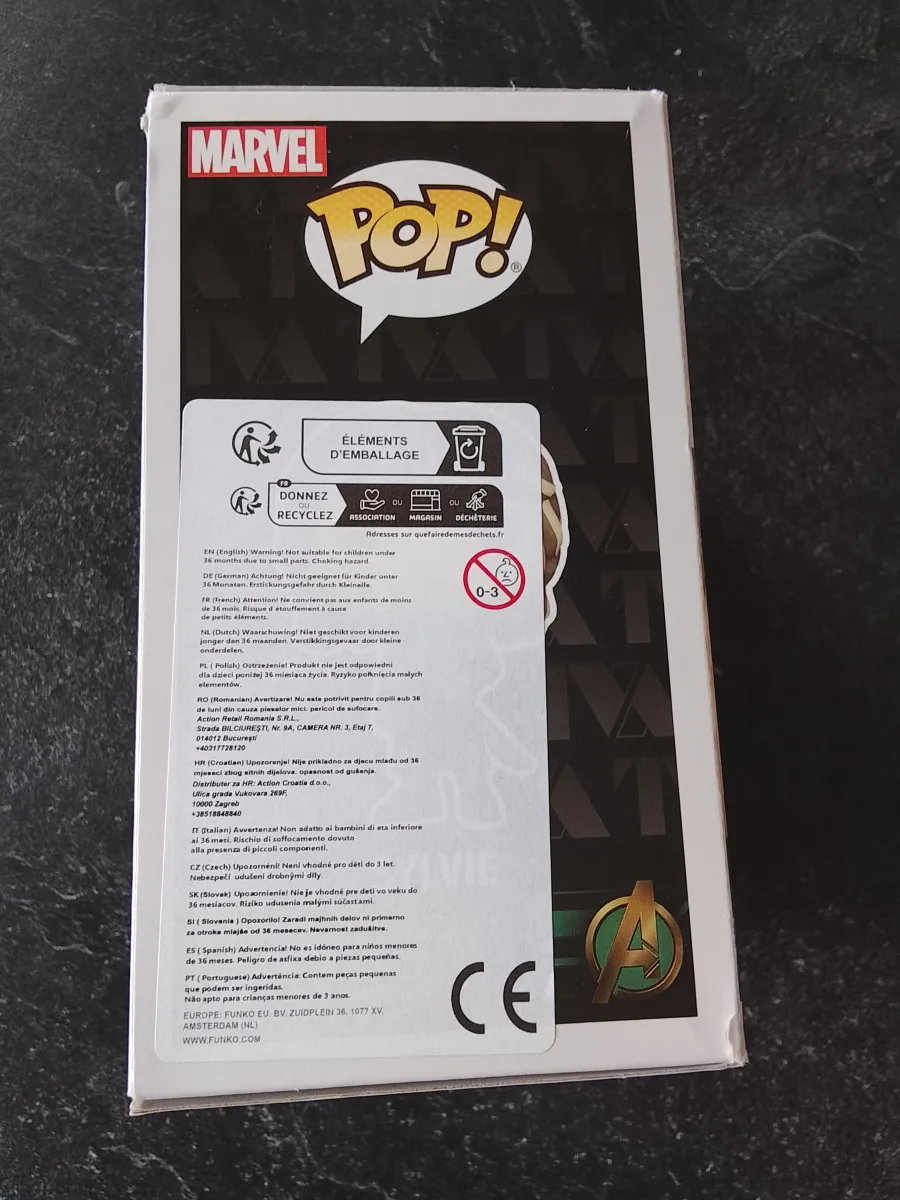 MARVEL
POP!®
ÉLÉMENTS
D'EMBALLAGE
FR
DONNEZ
OU
RECYCLEZ
ASSOCIATION
OU
MAGASIN
OU
DÉCHÈTERIE
Adresses sur quefairedemesdechets.fr
EN (English) Warning! Not suitable for children under
36 months due to small parts. Choking hazard.
0-3
DE (German) Achtung! Nicht geeignet für Kinder unter
36 Monaten. Erstickungsgefahr durch Kleineile.
FR (French) Attention! Ne convient pas aux enfants de moins
de 36 mois. Risque d'étouffement à cause
de petits éléments.
NL (Dutch) Waarschuwing! Niet geschikt voor kinderen
jonger dan 36 maanden. Verstikkingsgevaar door kleine
onderdelen.
PL ( Polish) Ostrzeżenie! Produkt nie jest odpowiedni
dla dzieci poniżej 36 miesiąca życia. Ryzyko połknięcia małych
elementów.
RO (Romanian) Avertizare! Nu este potrivit pentru copiii sub 36
de luni din cauza pieselor mici. pericol de sufocare.
Action Retail Romania S.R.L.,
Strada BILCIUREȘTI, Nr. 9A, CAMERA NR. 3, Etaj 7,
014012 București
+40317728120
HR (Croatian) Upozorenje! Nije prikladno za djecu mlađu od 36
mjeseci zbog sitnih dijelova. opasnost od gušenja.
Distributer za HR: Action Croatia d.o.o.,
Ulica grada Vukovara 269F,
10000 Zagreb
+38518848840
IT (Italian) Avvertenza! Non adatto ai bambini di eta inferiore
ai 36 mesi. Rischio di soffocamento dovuto
alla presenza di piccoli componenti.
CZ (Czech) Upozornění! Není vhodné pro děti do 3 let.
Nebezpečí udušení drobnými díly.
SYLVIE
SK (Slovak) Upozornienie! Nie je vhodné pre deti vo veku do
36 mesiacov. Riziko udusenia malými súčasťami.
SI ( Slovenia ) Opozorilo! Zaradi majhnih delov ni primerno
za otroke mlajše od 36 mesecev. Nevarnost zadušitve.
ES ( Spanish) Advertencia! No es idóneo para niños menores
de 36 meses. Peligro de asfixa debio a piezas pequeñas.
PT ( Portuguese) Advertência: Contem peças pequenas
que podem ser ingeridas.
Não apto para crianças menores de 3 anos.
CE
EUROPE: FUNKO EU. BV. ZUIDPLEIN 36, 1077 XV.
AMSTERDAM (NL)
WWW.FUNKO.COM